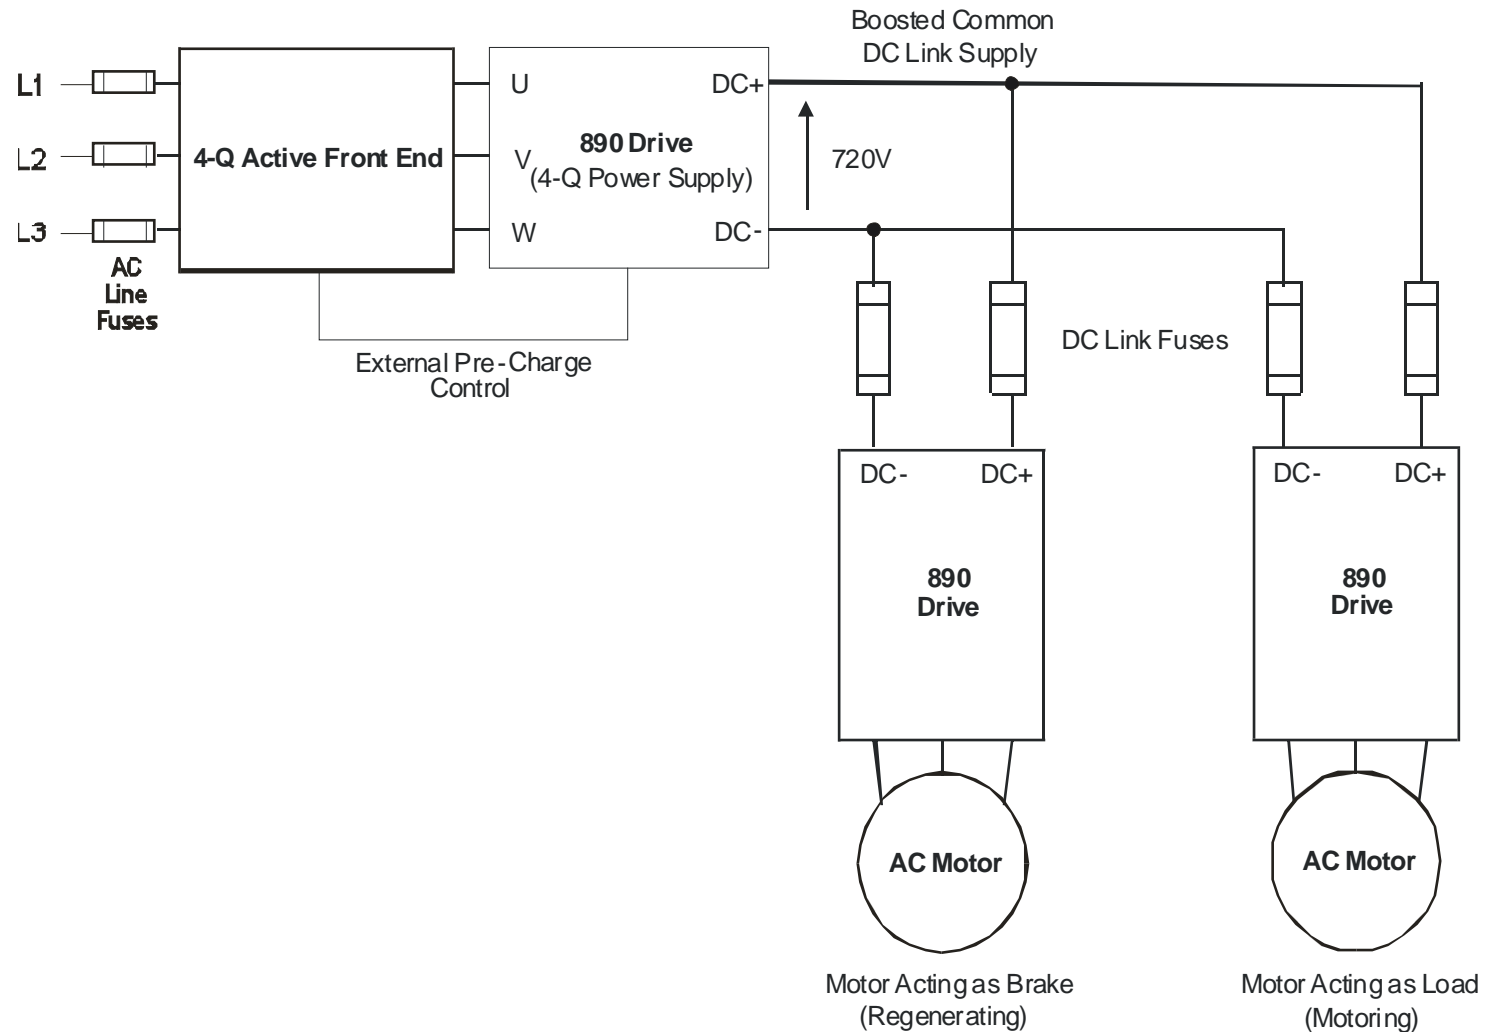 Boosted Common
DC Link Supply
L1
U
DC+
4-Q Active Front End
890 Drive
(4-Q Power Supply)
L2
V
720V
L3
W
DC-
AC
Line
Fuses
External Pre-Charge
Control
DC Link Fuses
DC-
DC+
DC-
DC+
890
Drive
890
Drive
AC Motor
AC Motor
Motor Acting as Brake
(Regenerating)
Motor Acting as Load
(Motoring)